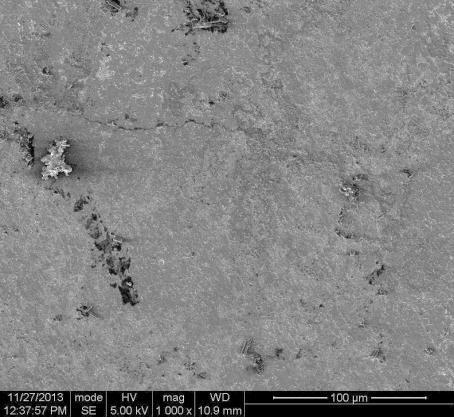 11/27/2013 mode HV mag WD
12:37:57 PM SE 5.00 kV 1 000 x 10.9 mm 100 µm